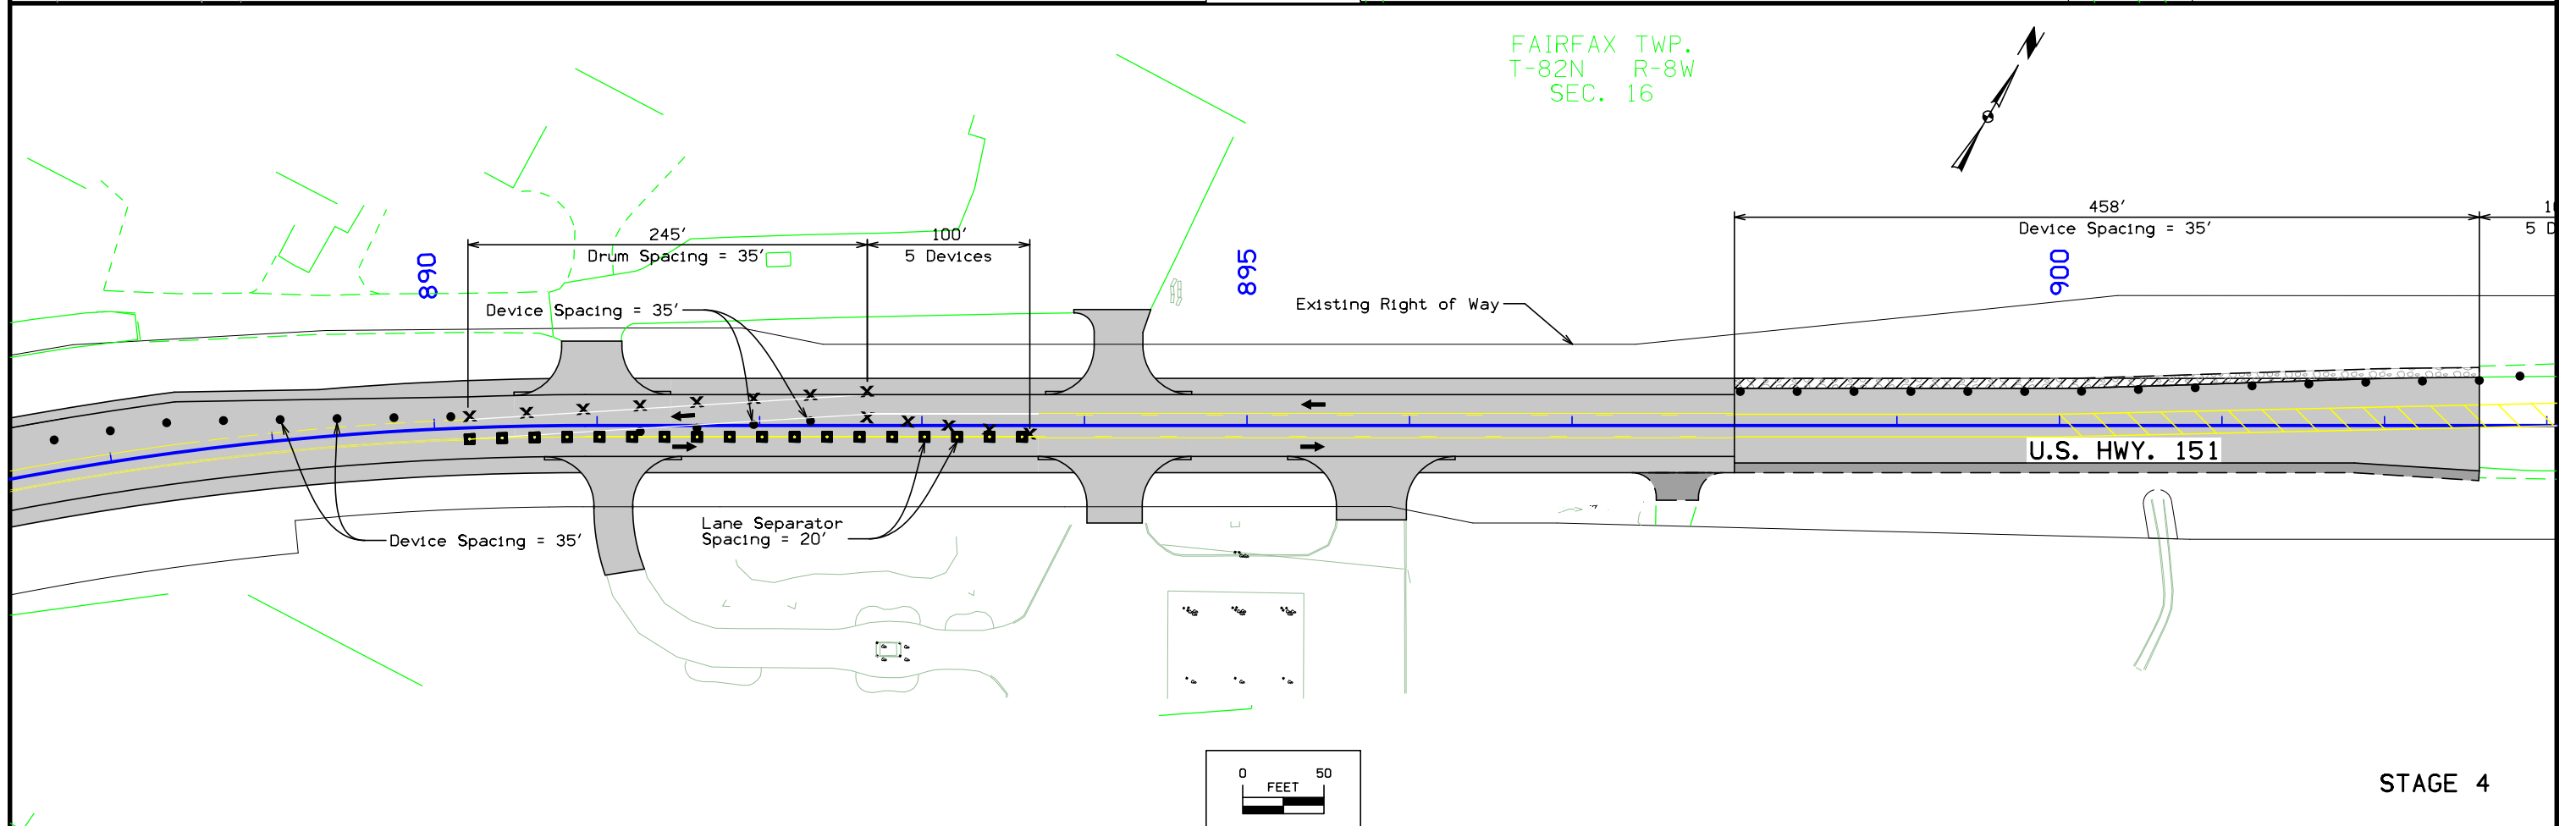 FAIRFAX TWP.
T-82N R-8W
SEC. 16
458'
Device Spacing = 35'
245'
Drum Spacing = 35'
100'
5 Devices
890
895
900
Device Spacing = 35'
Existing Right of Way
U.S. HWY. 151
Lane Separator
Spacing = 20'
Device Spacing = 35'
0 50
FEET
STAGE 4